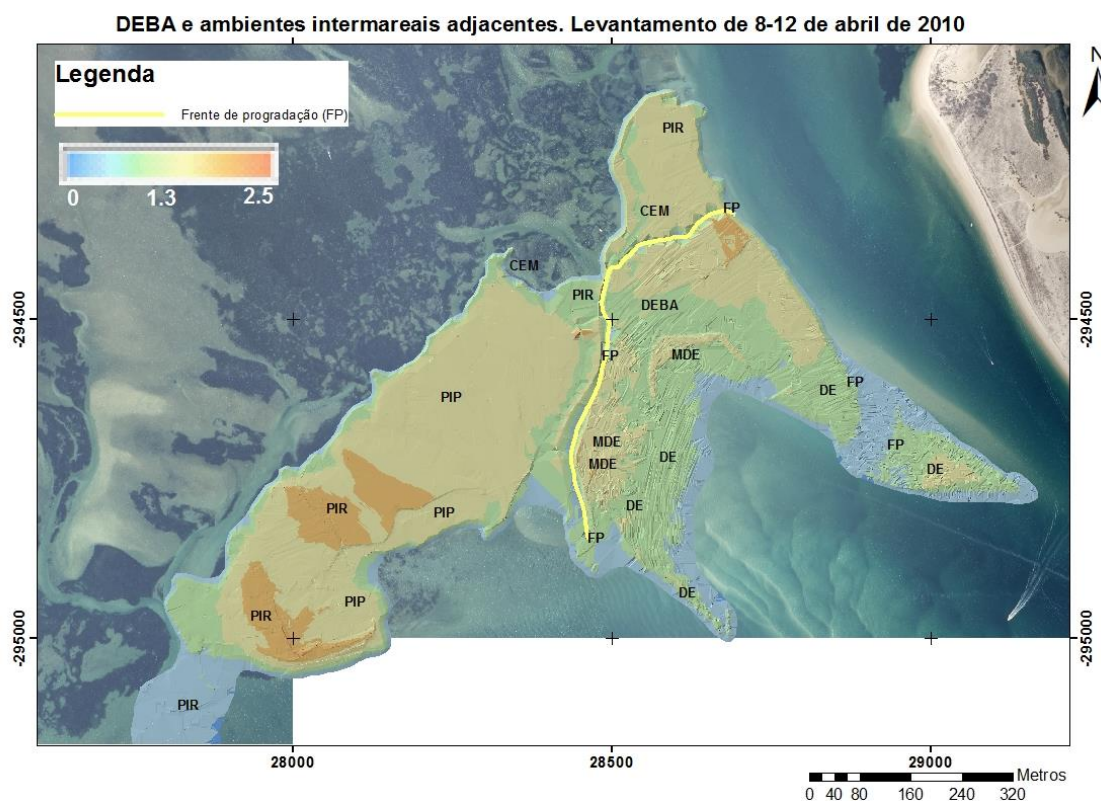 DEBA e ambientes intermareais adjacentes. Levantamento de 8-12 de abril de 2010
Legenda
Frente de progradação (FP)
0 1.3 2.5
N
PIR
CEM
FP
CEM
PIR
DEBA
-294500
-294500
FP
MDE
DE
FP
PIP
MDE
FP
MDE
DE
DE
PIR
PIP
DE
FP
PIP
DE
PIR
-295000
-295000
PIR
28000
28500
29000
Metros
0 40 80 160 240 320